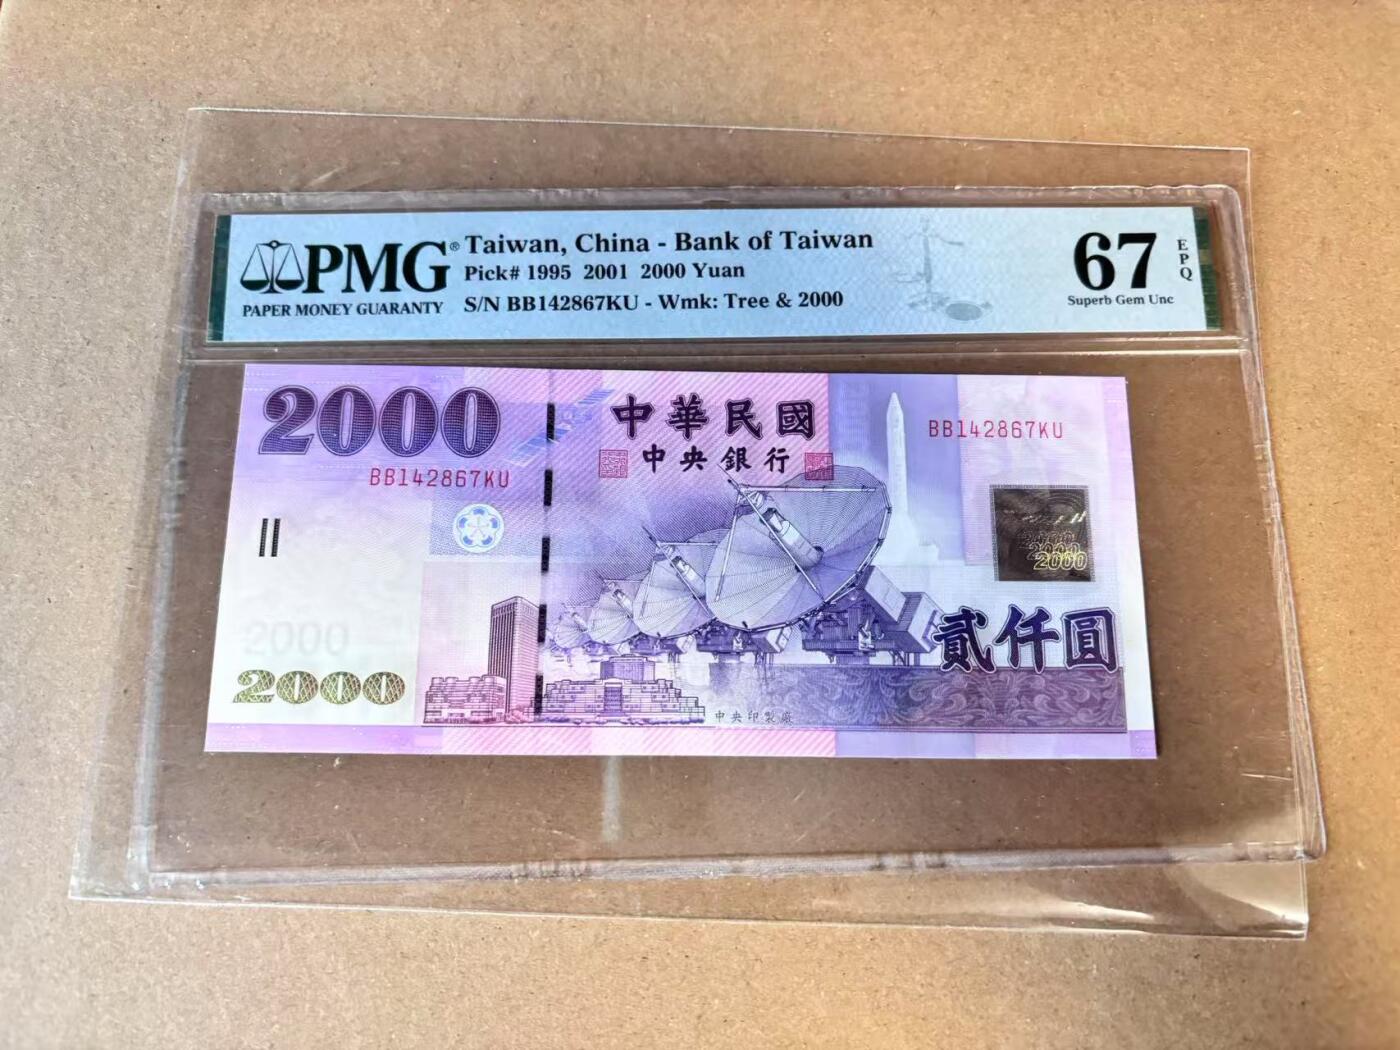 PMG®
PAPER MONEY GUARANTY
Taiwan, China - Bank of Taiwan
Pick# 1995 2001 2000 Yuan
S/N BB142867KU - Wmk: Tree & 2000
67
EPQ
Superb Gem Unc
2000
BB142867KU
中華民國
中央銀行
BB142867KU
2000
2000
貳仟圓
2000
2000
中央印製廠